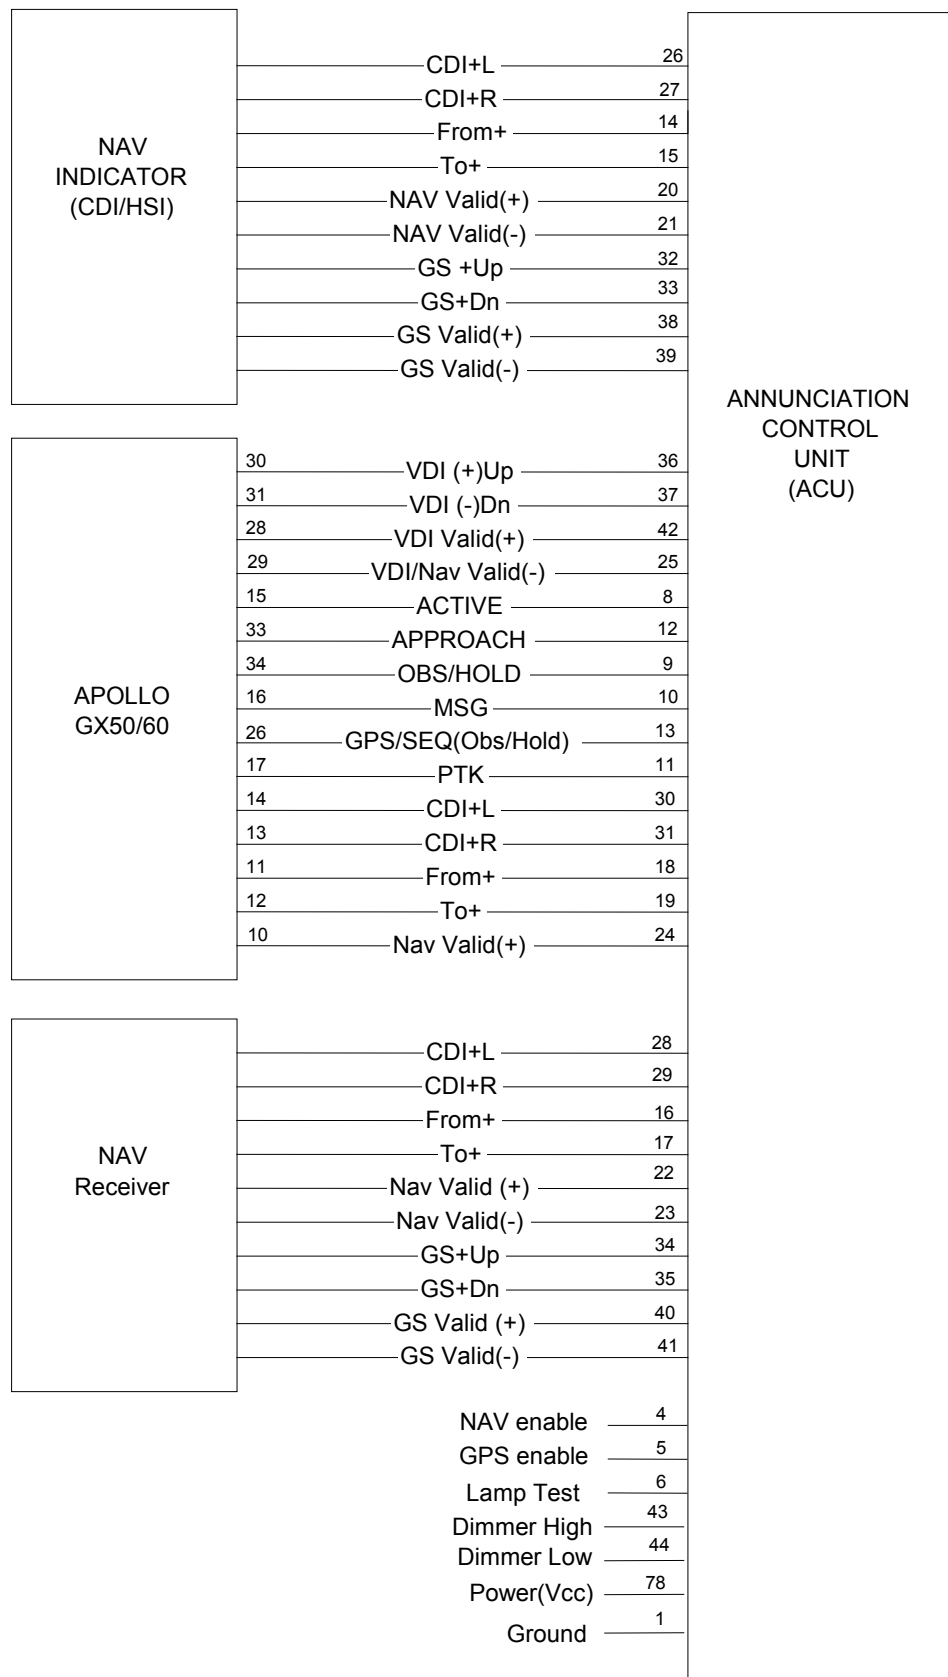 NAV
INDICATOR
(CDI/HSI)
CDI+L 26
CDI+R 27
From+ 14
To+ 15
NAV Valid(+) 20
NAV Valid(-) 21
GS +Up 32
GS+Dn 33
GS Valid(+) 38
GS Valid(-) 39
ANNUNCIATION
CONTROL
UNIT
(ACU)
APOLLO
GX50/60
30 VDI (+)Up 36
31 VDI (-)Dn 37
28 VDI Valid(+) 42
29 VDI/Nav Valid(-) 25
15 ACTIVE 8
33 APPROACH 12
34 OBS/HOLD 9
16 MSG 10
26 GPS/SEQ(Obs/Hold) 13
17 PTK 11
14 CDI+L 30
13 CDI+R 31
11 From+ 18
12 To+ 19
10 Nav Valid(+) 24
NAV
Receiver
CDI+L 28
CDI+R 29
From+ 16
To+ 17
Nav Valid (+) 22
Nav Valid(-) 23
GS+Up 34
GS+Dn 35
GS Valid (+) 40
GS Valid(-) 41
NAV enable 4
GPS enable 5
Lamp Test 6
Dimmer High 43
Dimmer Low 44
Power(Vcc) 78
Ground 1